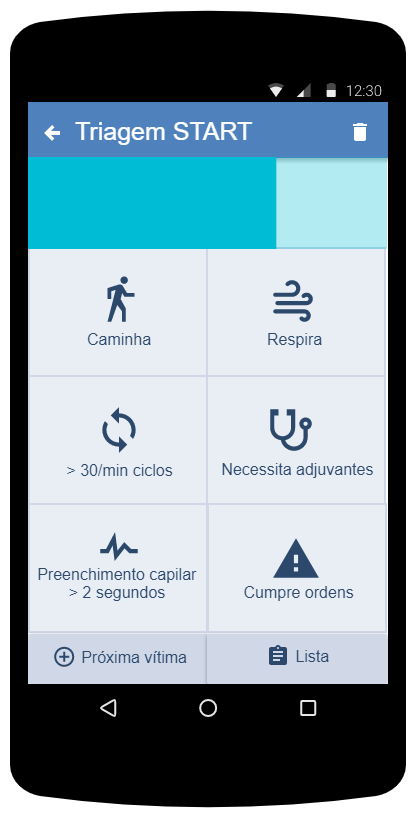 12:30
Triagem START
Caminha
Respira
> 30/min ciclos
Necessita adjuvantes
Preenchimento capilar
> 2 segundos
Cumpre ordens
Próxima vítima
Lista